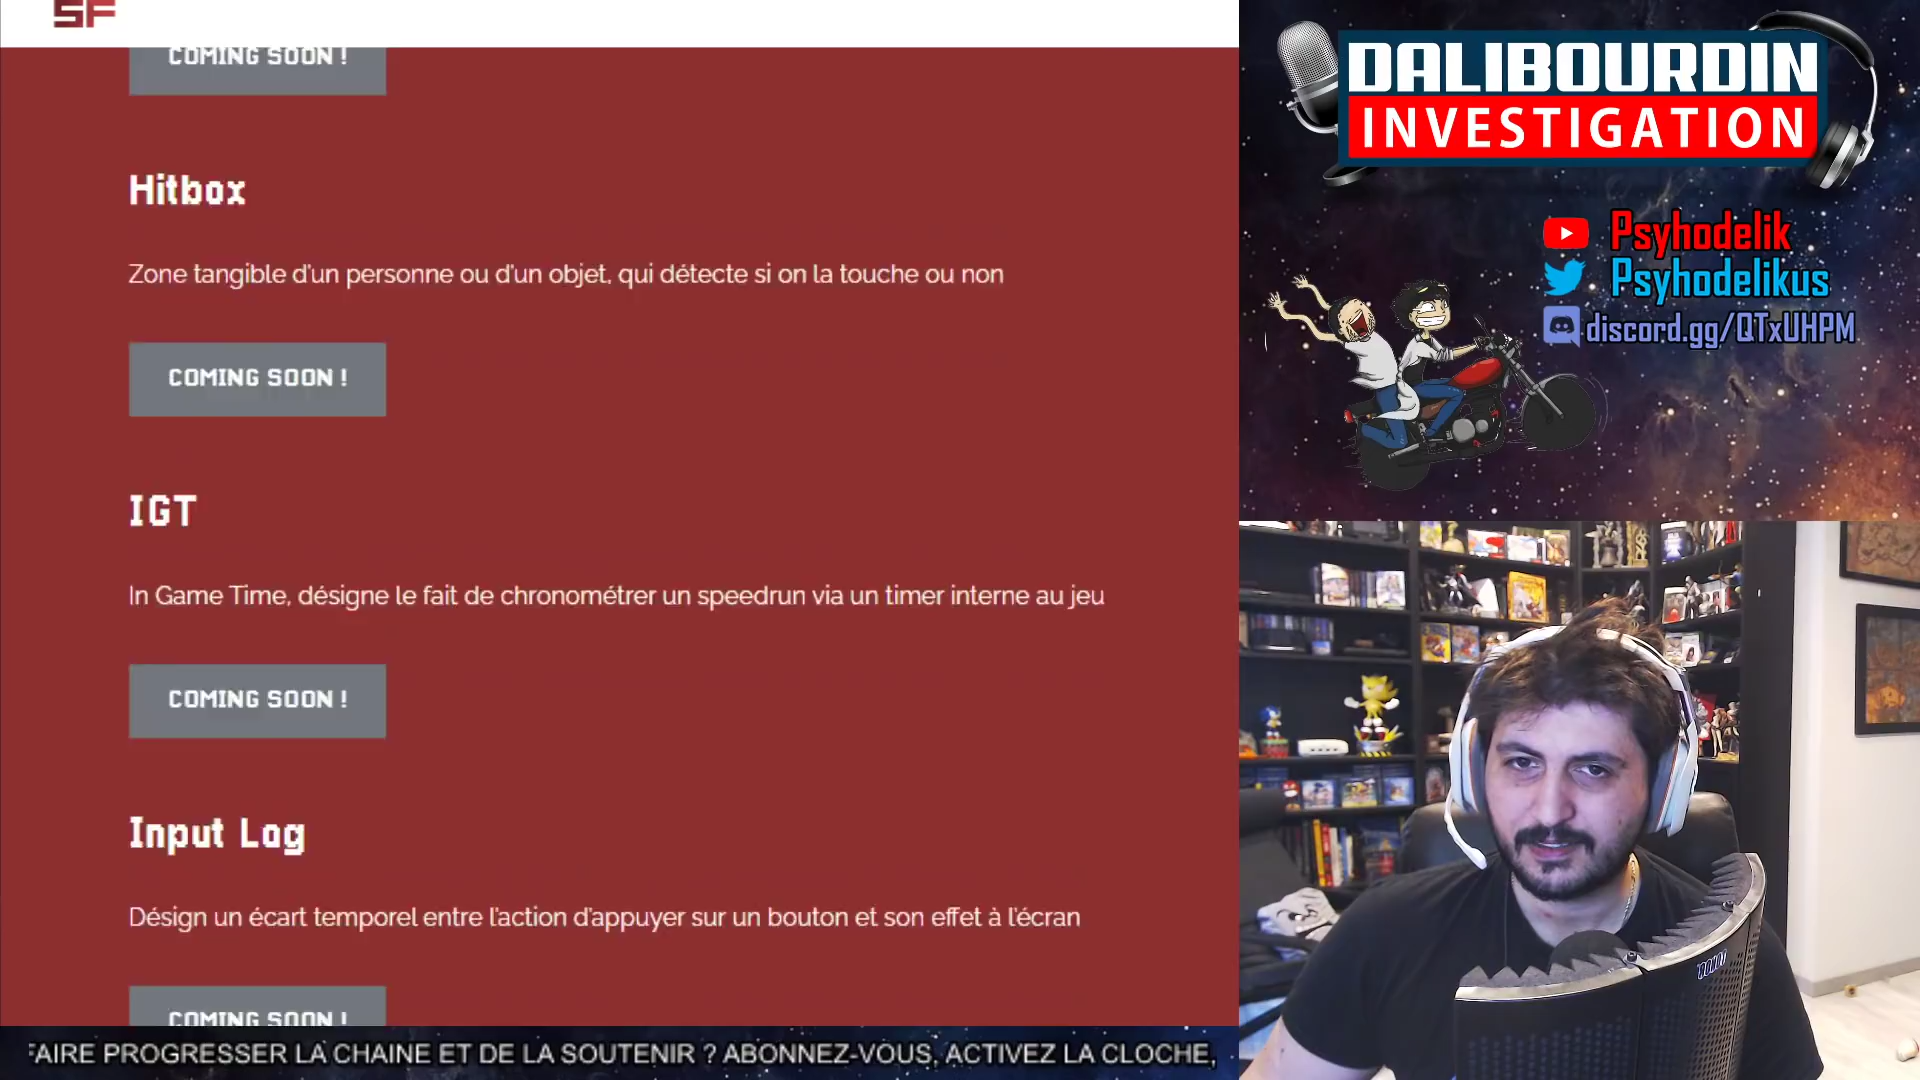 SF
COMING SOON !
Hitbox
Zone tangible d'un personne ou d'un objet, qui détecte si on la touche ou non
COMING SOON !
IGT
In Game Time, désigne le fait de chronométrer un speedrun via un timer interne au jeu
COMING SOON !
Input Log
Désign un écart temporel entre l'action d'appuyer sur un bouton et son effet à l'écran
COMING SOON !
FAIRE PROGRESSER LA CHAINE ET DE LA SOUTENIR ? ABONNEZ-VOUS, ACTIVEZ LA CLOCHE,
DALIBOURDIN
INVESTIGATION
Psyhodelik
Psyhodelikus
discord.gg/QTxUHPM